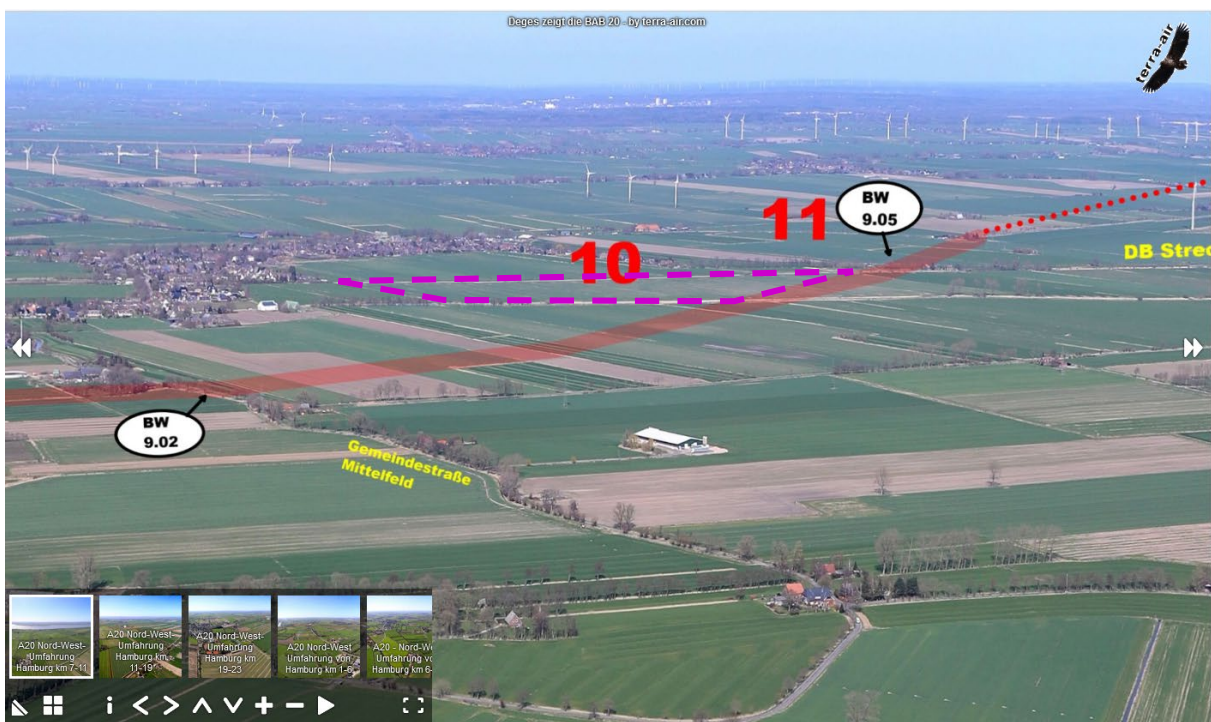 Deges zeigt die BAB 20 - by terra-air.com
terra-air
11
BW
9.05
10
DB Strec
BW
9.02
Gemeindestraße
Mittelfeld
A20 Nord-West-
Umfahrung
Hamburg km 7-11
A20 Nord-West-
Umfahrung
Hamburg km
11-19
A20 Nord-West-
Umfahrung
Hamburg km
19-23
A20 Nord-West
Umfahrung von
Hamburg km 1-6
A20 - Nord-We
Umfahrung vo
Hamburg km 6-